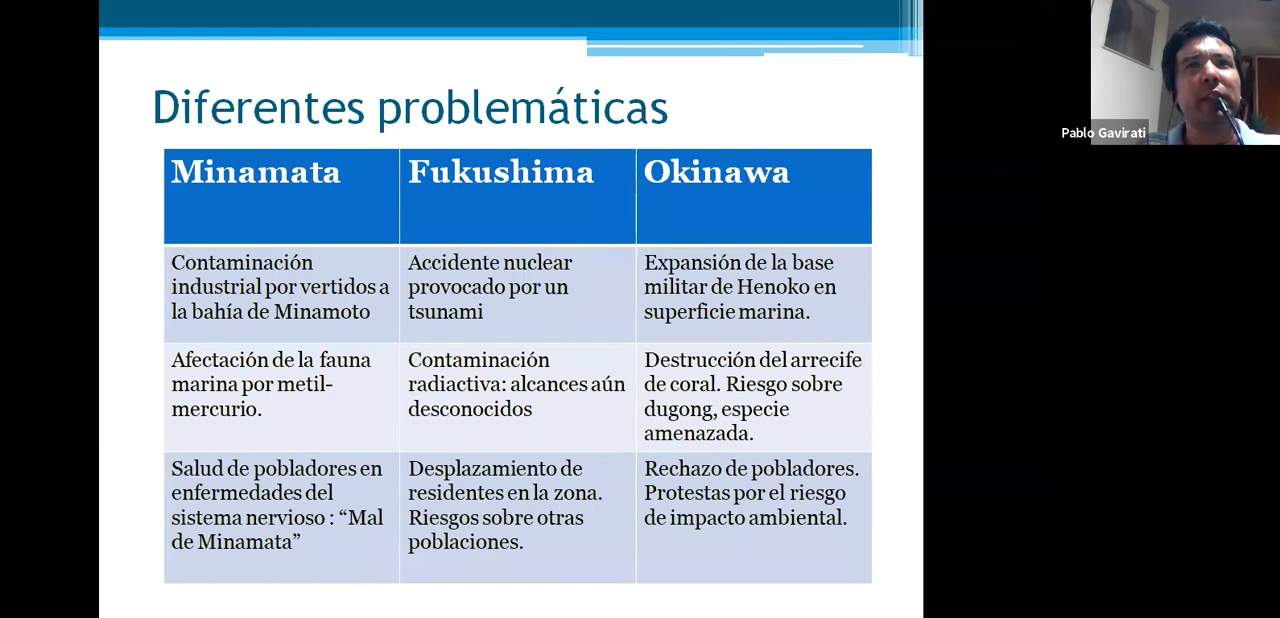 Diferentes problemáticas
Pablo Gavirati
Minamata
Fukushima
Okinawa
Contaminación
industrial por vertidos a
la bahía de Minamoto
Accidente nuclear
provocado por un
tsunami
Expansión de la base
militar de Henoko en
superficie marina.
Afectación de la fauna
marina por metil-
mercurio.
Contaminación
radiactiva: alcances aún
desconocidos
Destrucción del arrecife
de coral. Riesgo sobre
dugong, especie
amenazada.
Salud de pobladores en
enfermedades del
sistema nervioso : “Mal
de Minamata”
Desplazamiento de
residentes en la zona.
Riesgos sobre otras
poblaciones.
Rechazo de pobladores.
Protestas por el riesgo
de impacto ambiental.